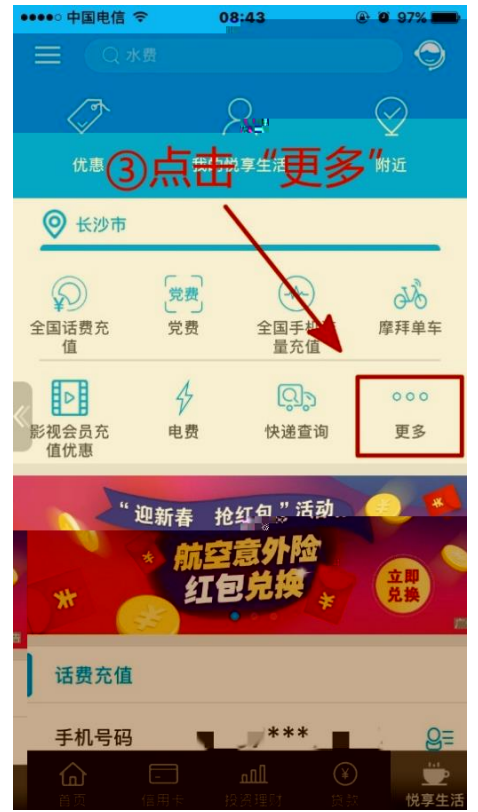 中国电信 08:43 97%
水费
优惠 我的悦享生活 附近
③点击“更多”
长沙市
全国话费充值 党费 全国手机 量充值 摩拜单车
影视会员充值优惠 电费 快递查询 更多
“迎新春 抢红包”活动
航空意外险
红包兑换
立即
兑换
话费充值
手机号码 ***
首页 信用卡 投资理财 贷款 悦享生活